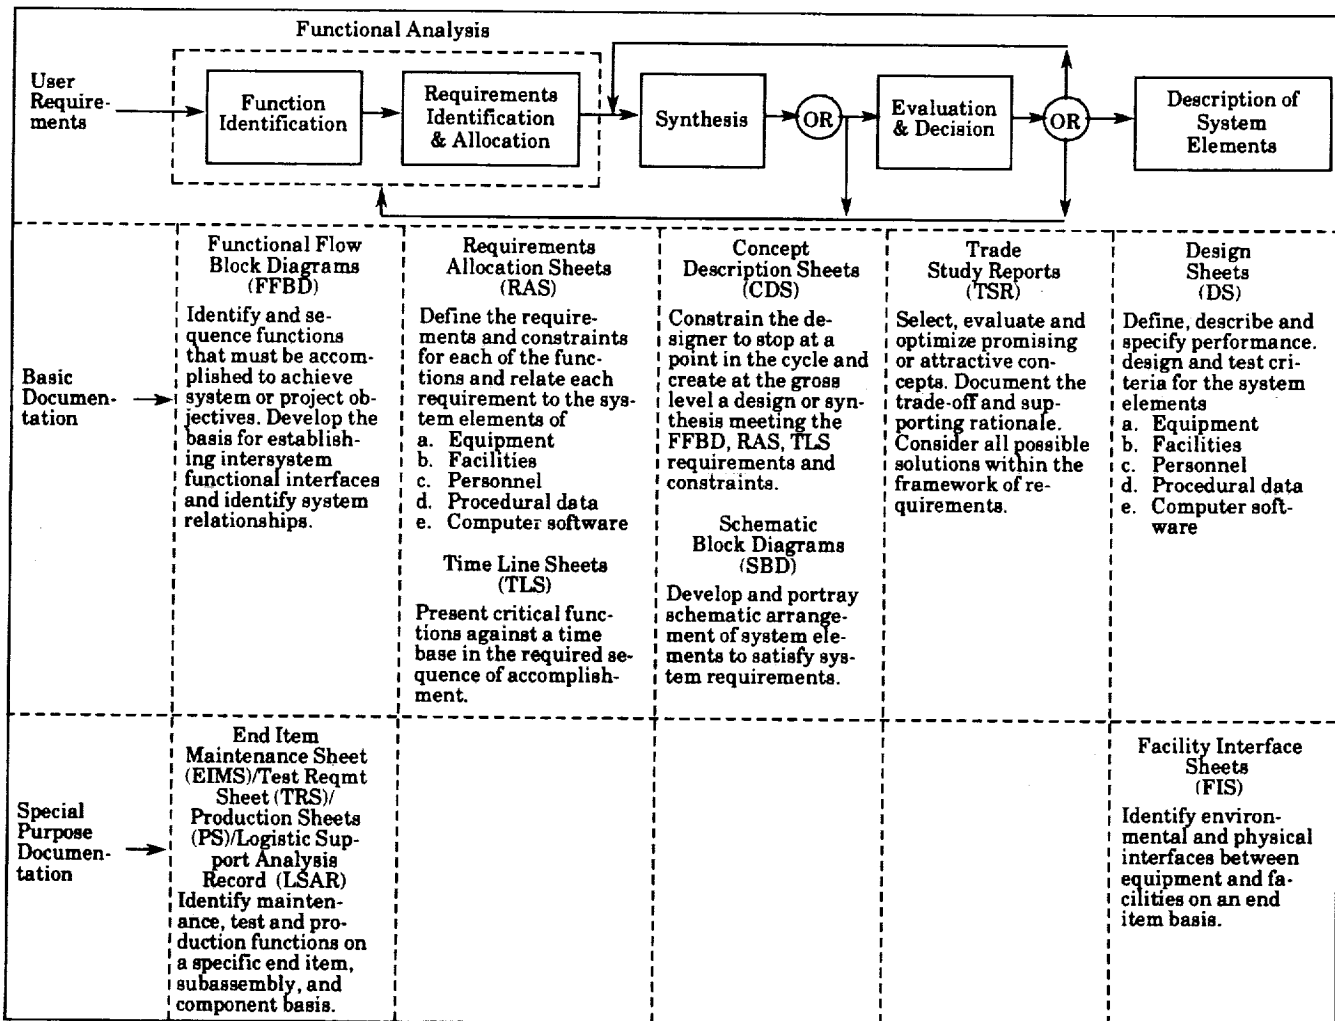 Functional Analysis
User
Require-
ments
Function
Identification
Requirements
Identification
& Allocation
Synthesis
OR
Evaluation
& Decision
OR
Description of
System
Elements
Basic
Documen-
tation
Functional Flow
Block Diagrams
(FFBD)
Identify and se-
quence functions
that must be accom-
plished to achieve
system or project ob-
jectives. Develop the
basis for establish-
ing intersystem
functional interfaces
and identify system
relationships.
Requirements
Allocation Sheets
(RAS)
Define the require-
ments and constraints
for each of the func-
tions and relate each
requirement to the sys-
tem elements of
a. Equipment
b. Facilities
c. Personnel
d. Procedural data
e. Computer software
Time Line Sheets
(TLS)
Present critical func-
tions against a time
base in the required se-
quence of accomplish-
ment.
Concept
Description Sheets
(CDS)
Constrain the de-
signer to stop at a
point in the cycle and
create at the gross
level a design or syn-
thesis meeting the
FFBD, RAS, TLS
requirements and
constraints.
Schematic
Block Diagrams
(SBD)
Develop and portray
schematic arrange-
ment of system ele-
ments to satisfy sys-
tem requirements.
Trade
Study Reports
(TSR)
Select, evaluate and
optimize promising
or attractive con-
cepts. Document the
trade-off and sup-
porting rationale.
Consider all possible
solutions within the
framework of re-
quirements.
Design
Sheets
(DS)
Define, describe and
specify performance.
design and test cri-
teria for the system
elements
a. Equipment
b. Facilities
c. Personnel
d. Procedural data
e. Computer soft-
ware
Special
Purpose
Documen-
tation
End Item
Maintenance Sheet
(EIMS)/Test Reqmt
Sheet (TRS)/
Production Sheets
(PS)/Logistic Sup-
port Analysis
Record (LSAR)
Identify mainten-
ance, test and pro-
duction functions on
a specific end item,
subassembly, and
component basis.
Facility Interface
Sheets
(FIS)
Identify environ-
mental and physical
interfaces between
equipment and fa-
cilities on an end
item basis.